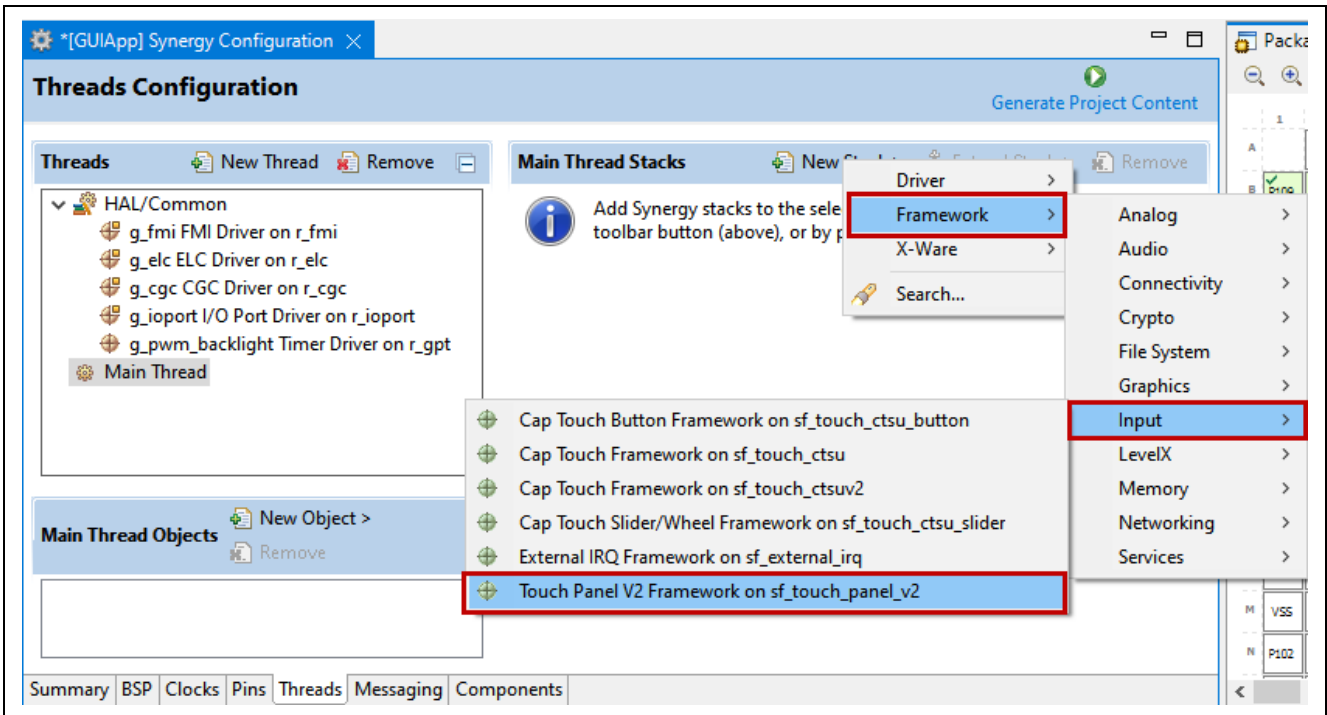 *[GUIApp] Synergy Configuration
Packa
Threads Configuration
Generate Project Content
Threads
New Thread
Remove
Main Thread Stacks
New
Remove
HAL/Common
g_fmi FMI Driver on r_fmi
g_elc ELC Driver on r_elc
g_cgc CGC Driver on r_cgc
g_ioport I/O Port Driver on r_ioport
g_pwm_backlight Timer Driver on r_gpt
Main Thread
Add Synergy stacks to the sele
toolbar button (above), or by p
Driver >
Framework >
X-Ware >
Search...
Analog >
Audio >
Connectivity >
Crypto >
File System >
Graphics >
Input >
LevelX >
Memory >
Networking >
Services >
Cap Touch Button Framework on sf_touch_ctsu_button
Cap Touch Framework on sf_touch_ctsu
Cap Touch Framework on sf_touch_ctsuv2
Cap Touch Slider/Wheel Framework on sf_touch_ctsu_slider
External IRQ Framework on sf_external_irq
Touch Panel V2 Framework on sf_touch_panel_v2
Main Thread Objects
New Object >
Remove
1
A
B
M VSS
N P102
Summary BSP Clocks Pins Threads Messaging Components